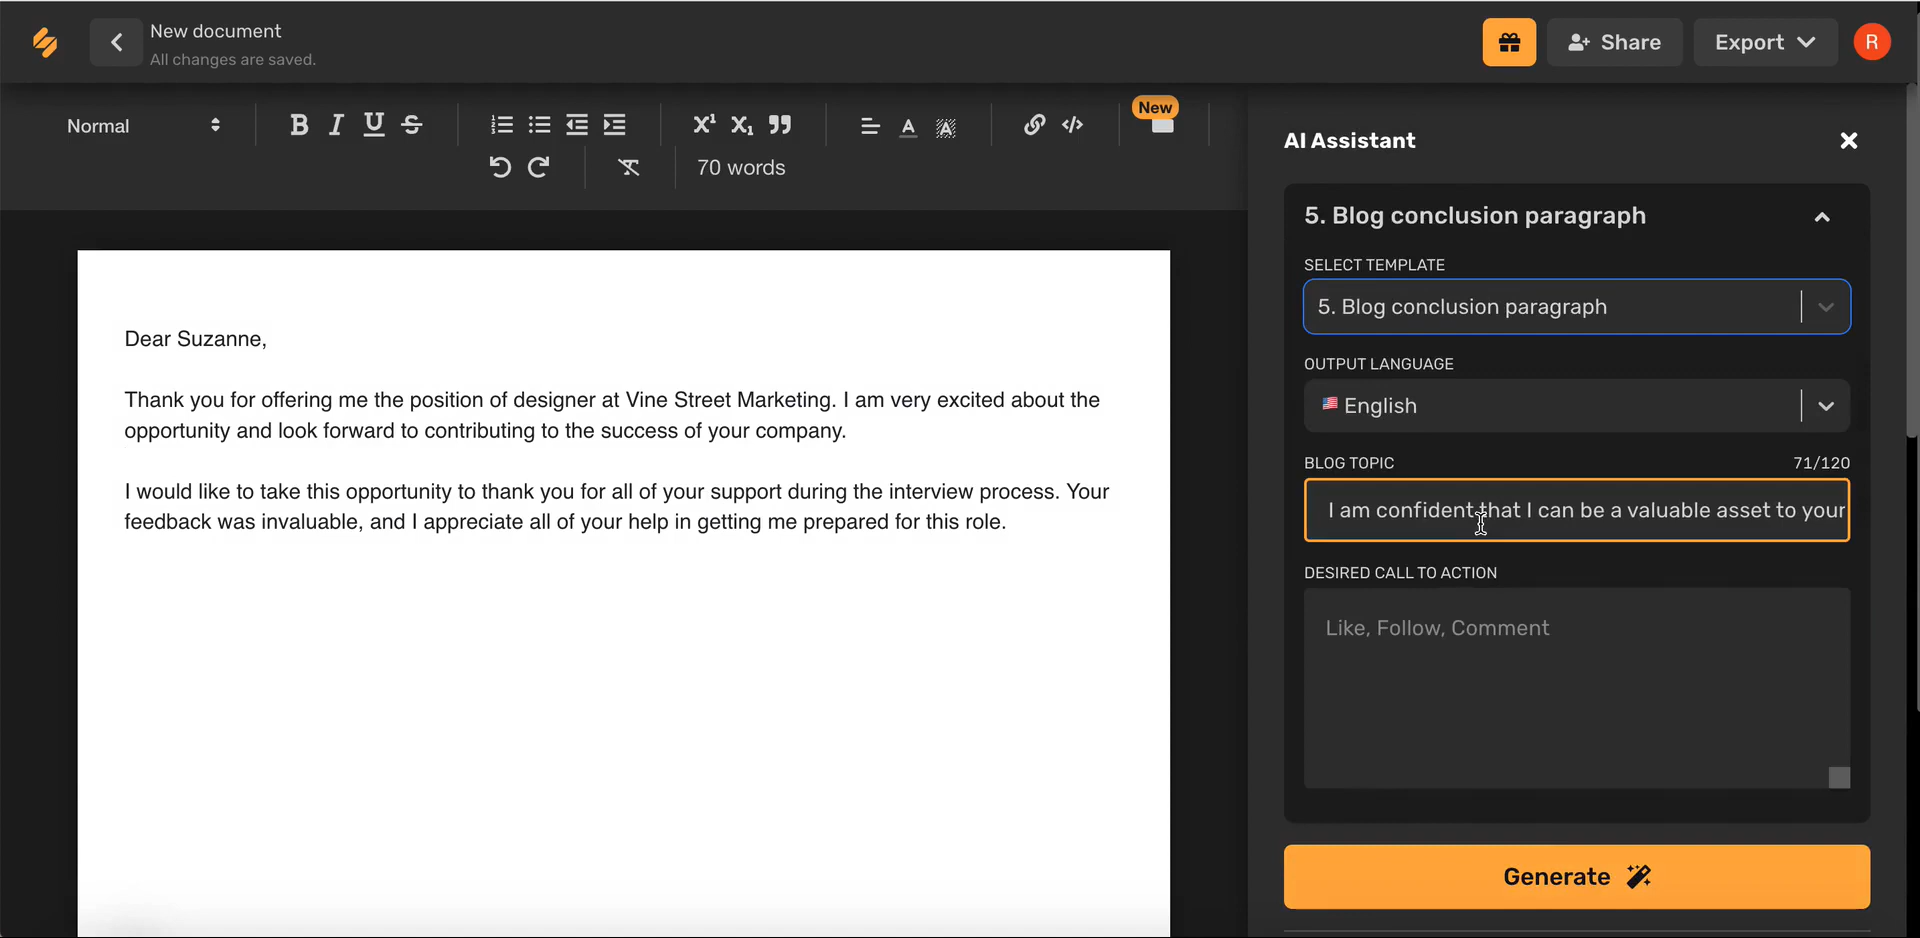 New document
All changes are saved.
Share
Export
R
Normal
B I U S
X¹ X₁
A
A
</>
New
70 words
Dear Suzanne,
Thank you for offering me the position of designer at Vine Street Marketing. I am very excited about the
opportunity and look forward to contributing to the success of your company.
I would like to take this opportunity to thank you for all of your support during the interview process. Your
feedback was invaluable, and I appreciate all of your help in getting me prepared for this role.
AI Assistant
5. Blog conclusion paragraph
SELECT TEMPLATE
5. Blog conclusion paragraph
OUTPUT LANGUAGE
English
BLOG TOPIC 71/120
I am confident that I can be a valuable asset to your
DESIRED CALL TO ACTION
Like, Follow, Comment
Generate